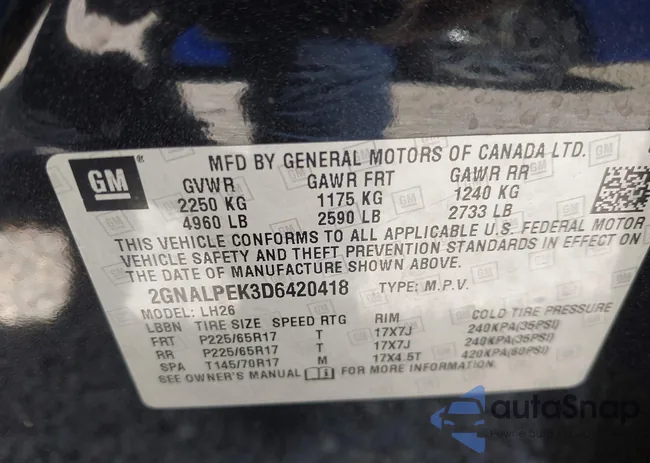 GM
MFD BY GENERAL MOTORS OF CANADA LTD.
GVWR GAWR FRT GAWR RR
2250 KG 1175 KG 1240 KG
4960 LB 2590 LB 2733 LB
THIS VEHICLE CONFORMS TO ALL APPLICABLE U.S. FEDERAL MOTOR
VEHICLE SAFETY AND THEFT PREVENTION STANDARDS IN EFFECT ON
THE DATE OF MANUFACTURE SHOWN ABOVE.
2GNALPEK3D6420418 TYPE: M.P.V.
MODEL: LH26
LBBN TIRE SIZE SPEED RTG RIM COLD TIRE PRESSURE
FRT P225/65R17 T 17X7J 240KPA(35PSI)
RR P225/65R17 T 17X7J 240KPA(35PSI)
SPA T145/70R17 M 17X4.5T 420KPA(60PSI)
SEE OWNER'S MANUAL FOR MORE INFORMATION.
autoSnap